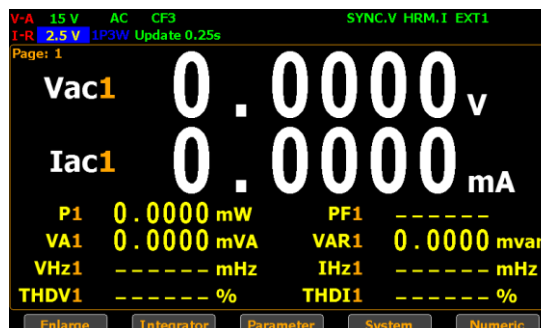 V-A 15 V AC CF3 SYNC.V HRM.I EXT1
I-R 2.5 V 1P3W Update 0.25s
Page: 1
Vac1 0.0000 V
Iac1 0.0000 mA
P1 0.0000 mW PF1 ------
VA1 0.0000 mVA VAR1 0.0000 mvar
VHz1 ------ mHz IHz1 ------ mHz
THDV1 ------ % THDI1 ------ %
Enlarge Integrator Parameter System Numeric